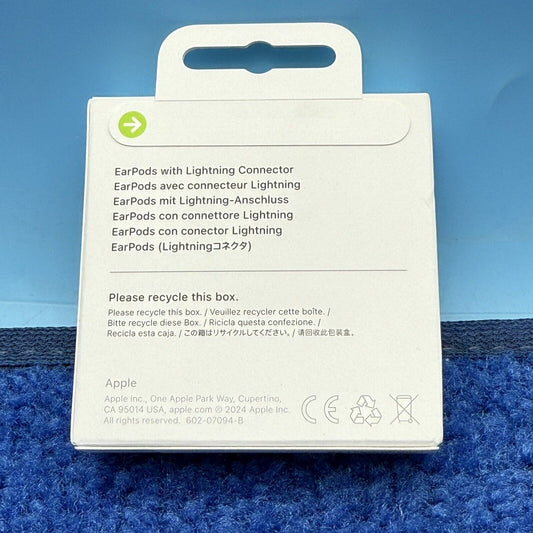 EarPods with Lightning Connector
EarPods avec connecteur Lightning
EarPods mit Lightning-Anschluss
EarPods con connettore Lightning
EarPods con conector Lightning
EarPods (Lightningコネクタ)
Please recycle this box.
Please recycle this box. / Veuillez recycler cette boîte. /
Bitte recycle diese Box. / Ricicla questa confezione. /
Recicla esta caja. / この箱はリサイクルしてください。/ 请回收此包装盒。
Apple
Apple Inc., One Apple Park Way, Cupertino,
CA 95014 USA, apple.com © 2024 Apple Inc.
All rights reserved. 602-07094-B
CE